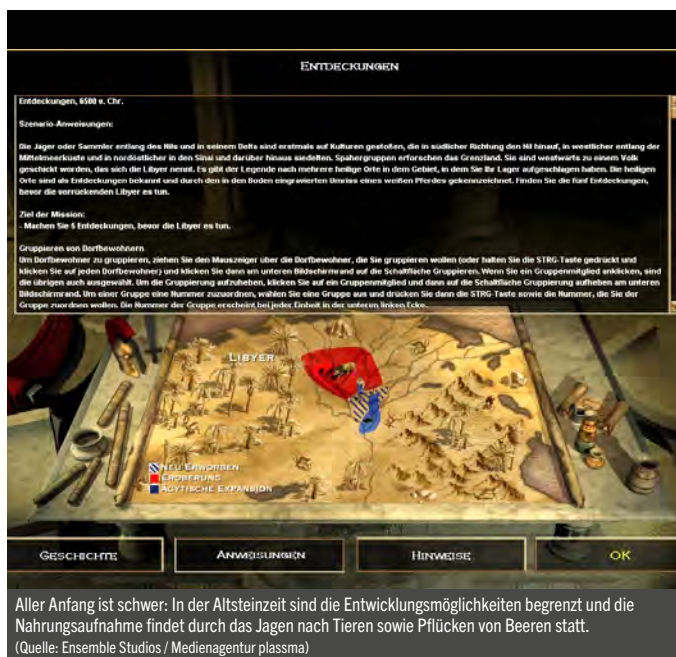 ENTDECKUNGEN
Entdeckungen, 6500 v. Chr.
Szenario-Anweisungen:
Die Jäger oder Sammler entlang des Nils und in seinem Delta sind erstmals auf Kulturen gestoßen, die in südlicher Richtung den Nil hinauf, in westlicher entlang der
Mittelmeerküste und in nordöstlicher in den Sinai und darüber hinaus siedelten. Spähergruppen erforschen das Grenzland. Sie sind westwärts zu einem Volk
geschickt worden, das sich die Libyer nennt. Es gibt der Legende nach mehrere heilige Orte in dem Gebiet, in dem Sie Ihr Lager aufgeschlagen haben. Die heiligen
Orte sind als Entdeckungen bekannt und durch den in den Boden eingravierten Umriss eines weißen Pferdes gekennzeichnet. Finden Sie die fünf Entdeckungen,
bevor die vorrückenden Libyer es tun.
Ziel der Mission:
- Machen Sie 5 Entdeckungen, bevor die Libyer es tun.
Gruppieren von Dorfbewohnern
Um Dorfbewohner zu gruppieren, ziehen Sie den Mauszeiger über die Dorfbewohner, die Sie gruppieren wollen (oder halten Sie die STRG-Taste gedrückt und
klicken Sie auf jeden Dorfbewohner) und klicken Sie dann am unteren Bildschirmrand auf die Schaltfläche Gruppieren. Wenn Sie ein Gruppenmitglied anklicken, sind
die übrigen auch ausgewählt. Um die Gruppierung aufzuheben, klicken Sie auf ein Gruppenmitglied und dann auf die Schaltfläche Gruppierung aufheben am unteren
Bildschirmrand. Um einer Gruppe eine Nummer zuzuordnen, wählen Sie eine Gruppe aus und drücken Sie dann die STRG-Taste sowie die Nummer, die Sie der
Gruppe zuordnen wollen. Die Nummer der Gruppe erscheint bei jeder Einheit in der unteren linken Ecke.
LIBYER
NEU ERWORBEN
EROBERUNG
ÄGYTISCHE EXPANSION
GESCHICHTE
ANWEISUNGEN
HINWEISE
OK
Aller Anfang ist schwer: In der Altsteinzeit sind die Entwicklungsmöglichkeiten begrenzt und die
Nahrungsaufnahme findet durch das Jagen nach Tieren sowie Pflücken von Beeren statt.
(Quelle: Ensemble Studios / Medienagentur plassma)